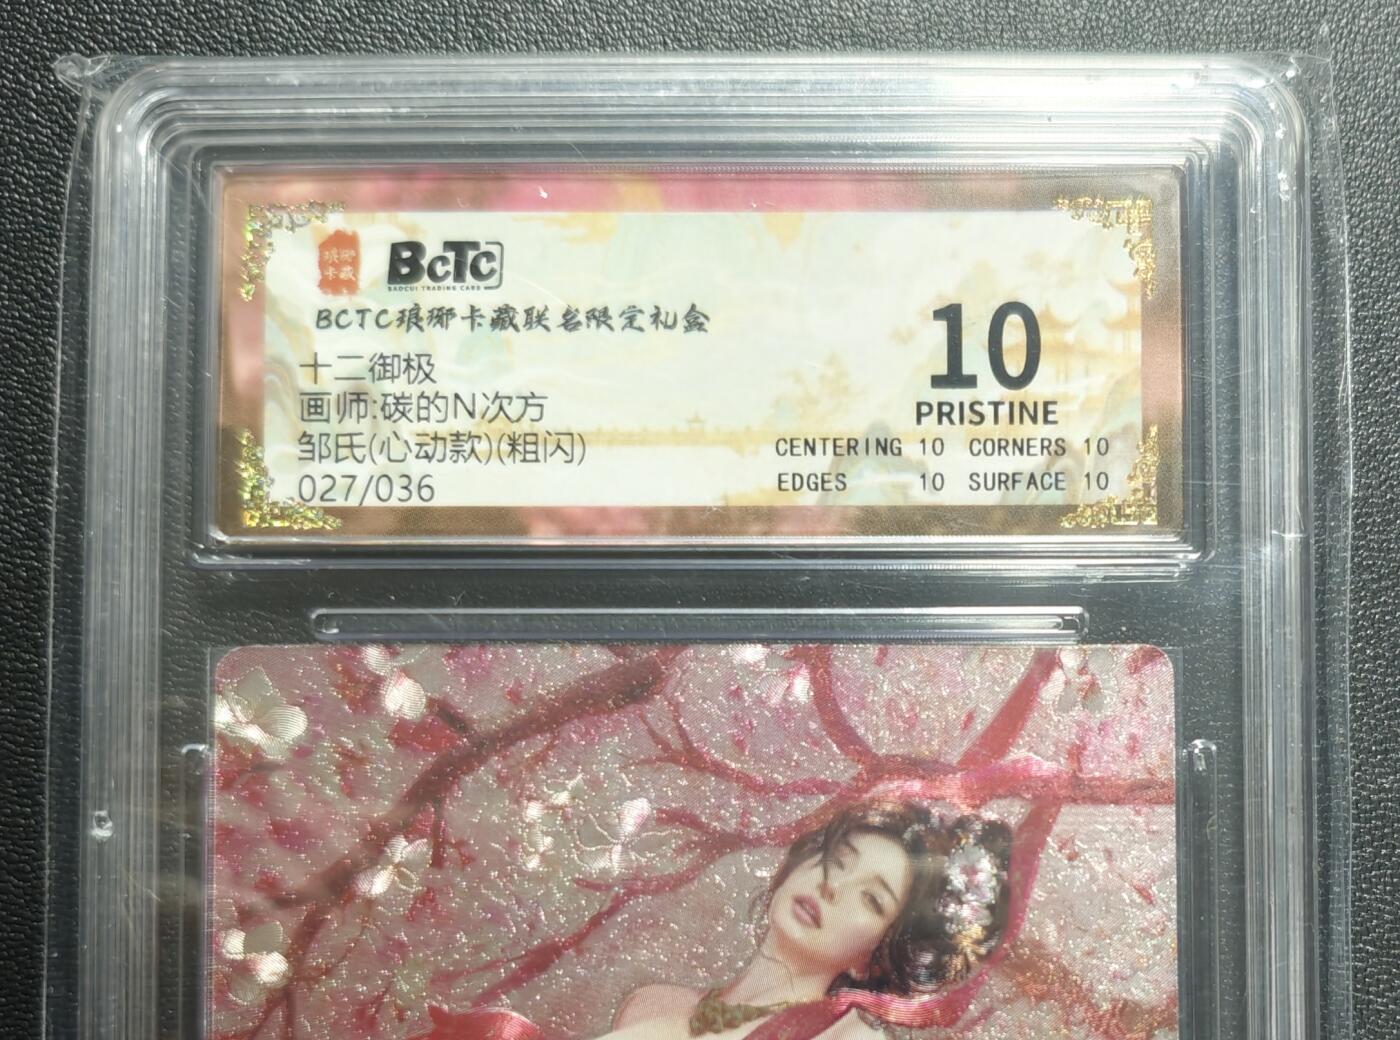 琅琊
卡藏
BCTC
BAOCUI TRADING CARD
BCTC琅琊卡藏联名限定礼盒
十二御极
画师:碳的N次方
邹氏(心动款)(粗闪)
027/036
10
PRISTINE
CENTERING 10 CORNERS 10
EDGES 10 SURFACE 10